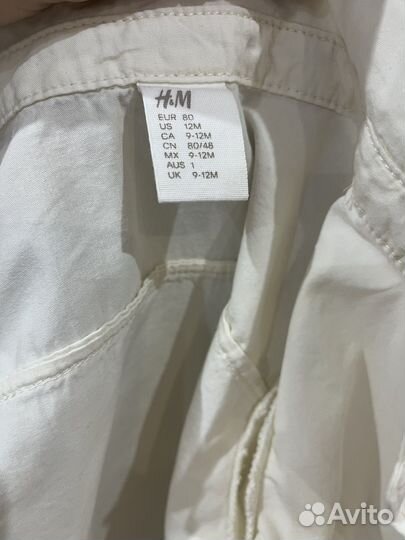 H&M
EUR 80
US 12M
CA 9-12M
CN 80/48
MX 9-12M
AUS 1
UK 9-12M
Avito